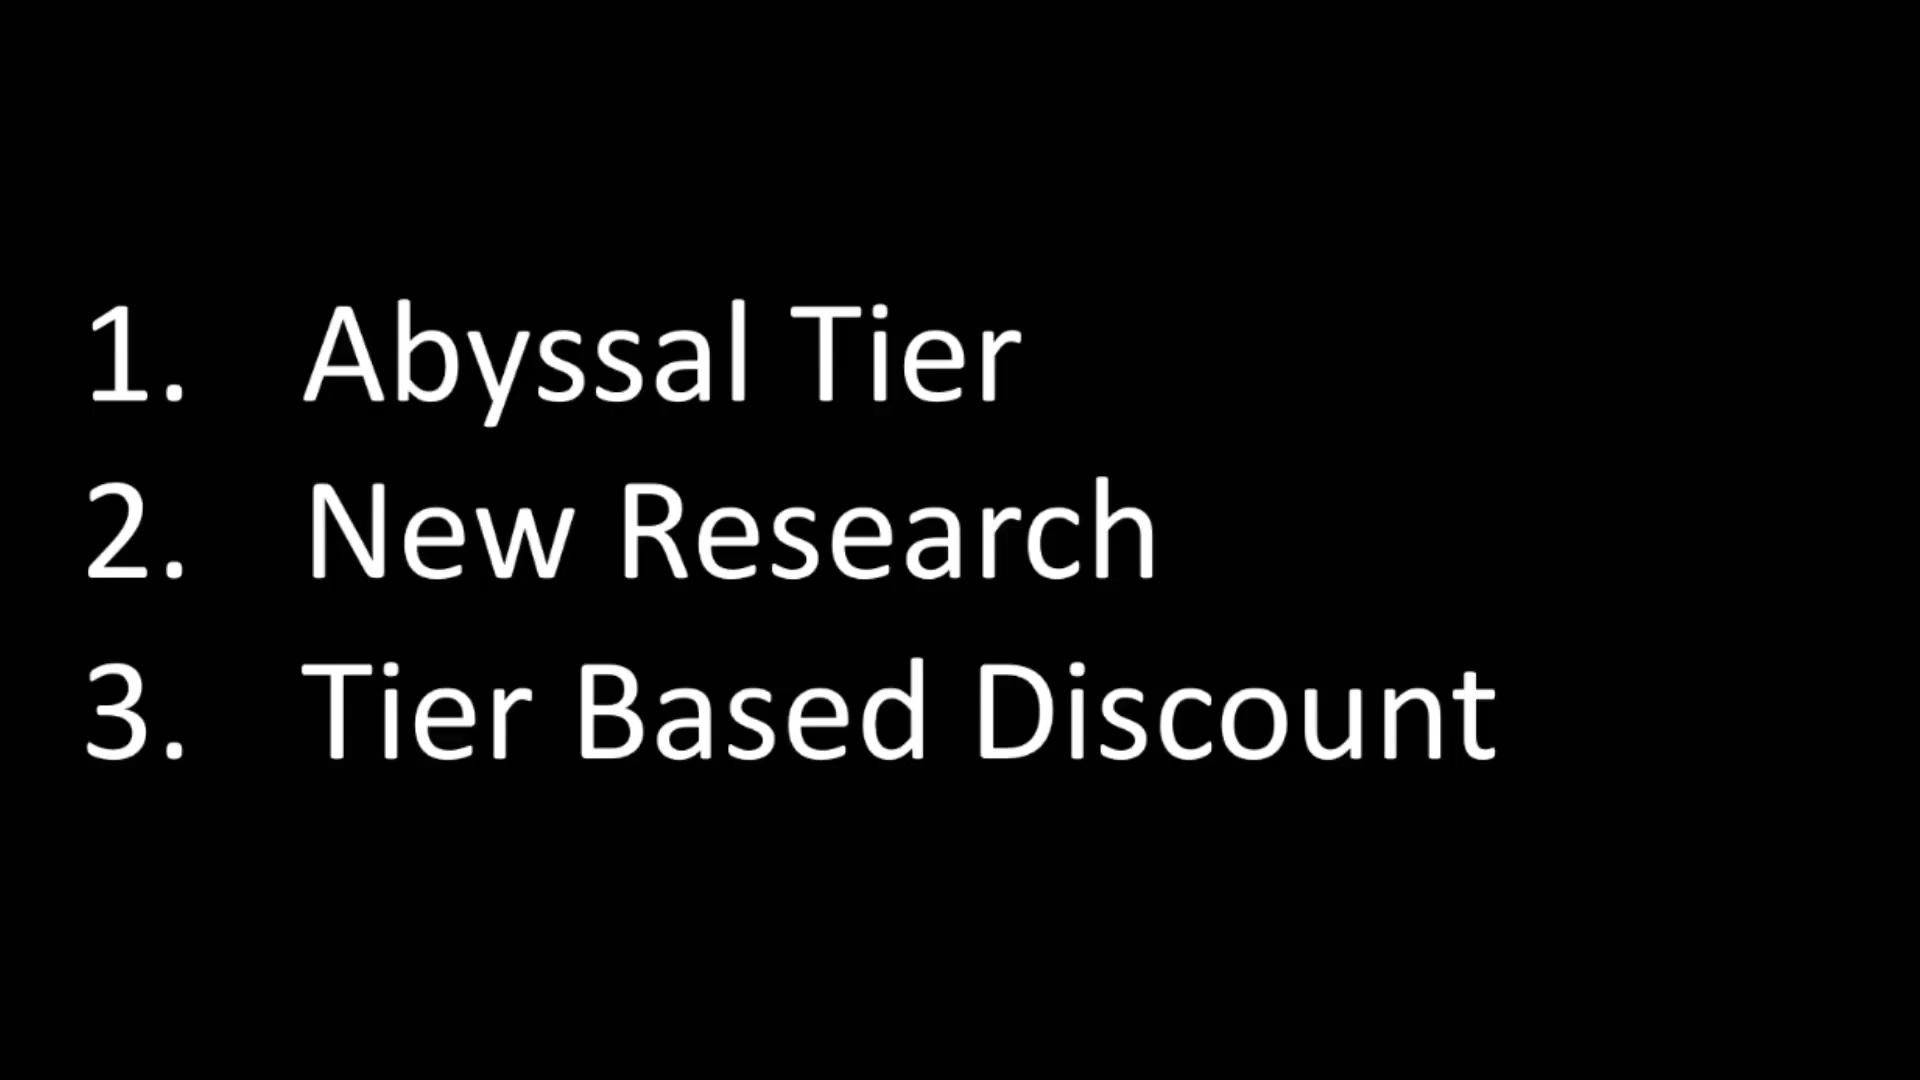 1. Abyssal Tier
2. New Research
3. Tier Based Discount